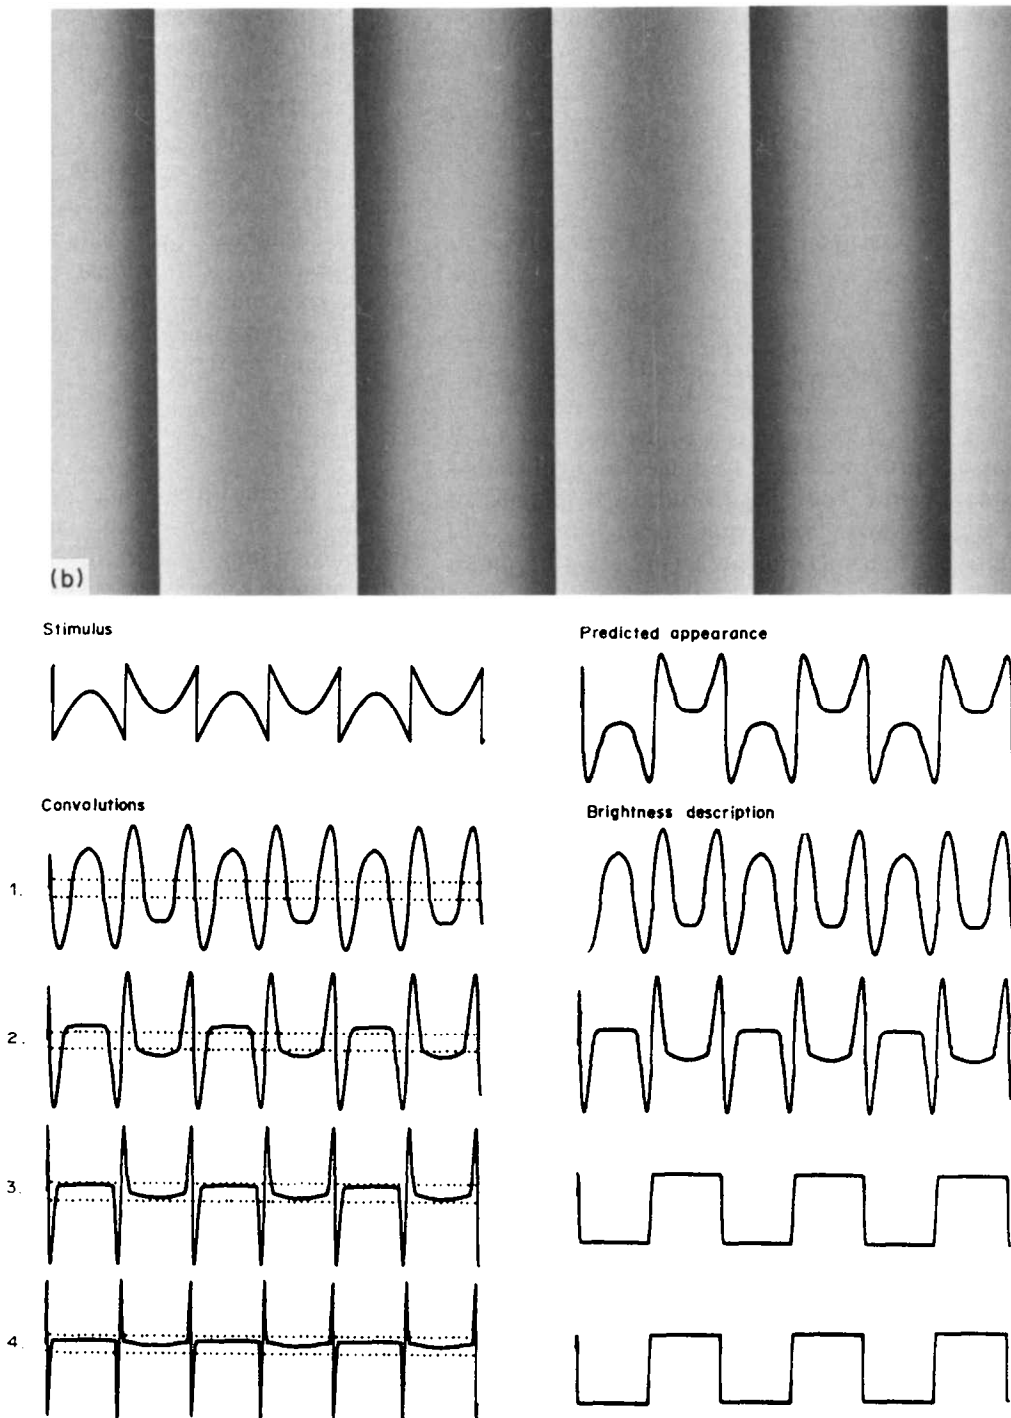 (b)
Stimulus
Predicted appearance
Convolutions
Brightness description
1.
2.
3.
4.